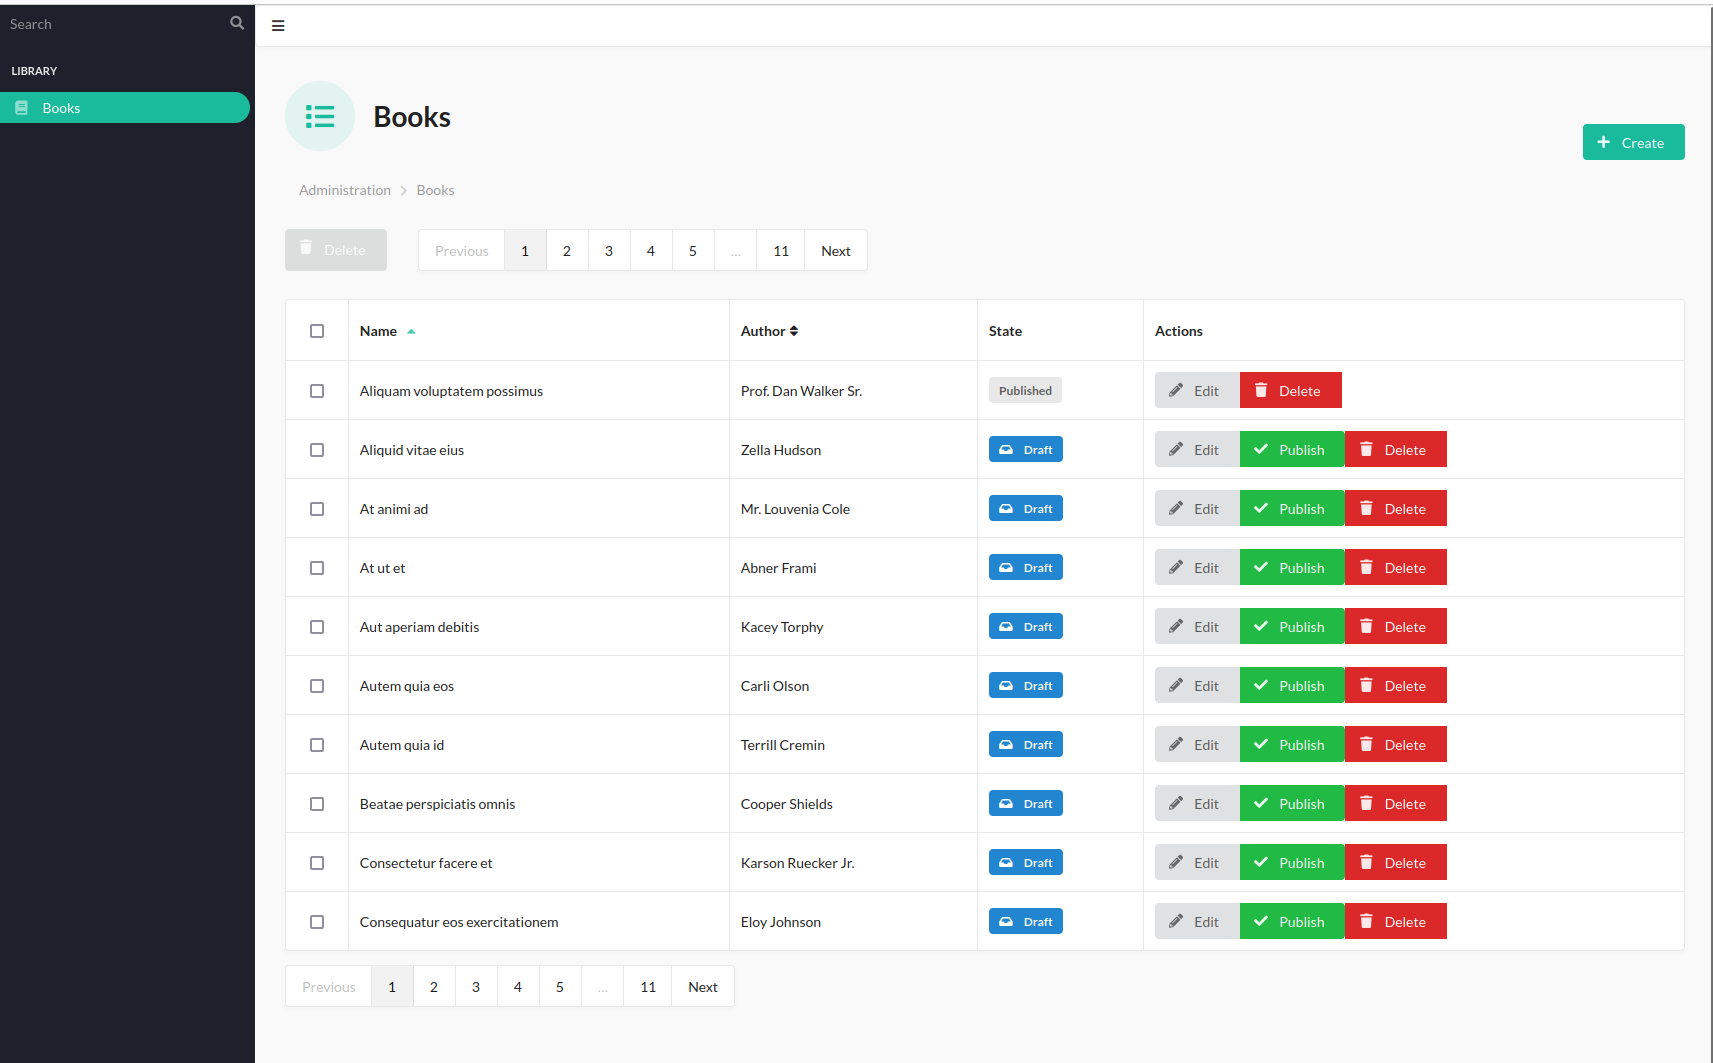 Search
LIBRARY
Books
Books
Create
Administration Books
Delete Previous 1 2 3 4 5 ... 11 Next
Name Author State Actions
Aliquam voluptatem possimus Prof. Dan Walker Sr. Published Edit Delete
Aliquid vitae eius Zella Hudson Draft Edit Publish Delete
At animi ad Mr. Louvenia Cole Draft Edit Publish Delete
At ut et Abner Frami Draft Edit Publish Delete
Aut aperiam debitis Kacey Torphy Draft Edit Publish Delete
Autem quia eos Carli Olson Draft Edit Publish Delete
Autem quia id Terrill Cremin Draft Edit Publish Delete
Beatae perspiciatis omnis Cooper Shields Draft Edit Publish Delete
Consectetur facere et Karson Ruecker Jr. Draft Edit Publish Delete
Consequatur eos exercitationem Eloy Johnson Draft Edit Publish Delete
Previous 1 2 3 4 5 ... 11 Next